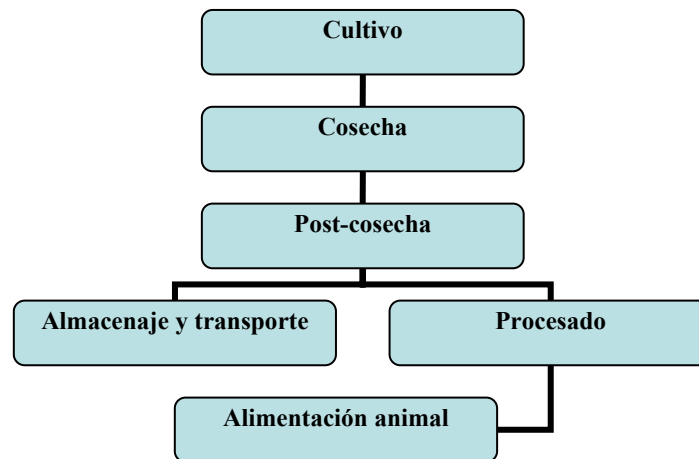 Cultivo
Cosecha
Post-cosecha
Almacenaje y transporte
Procesado
Alimentación animal